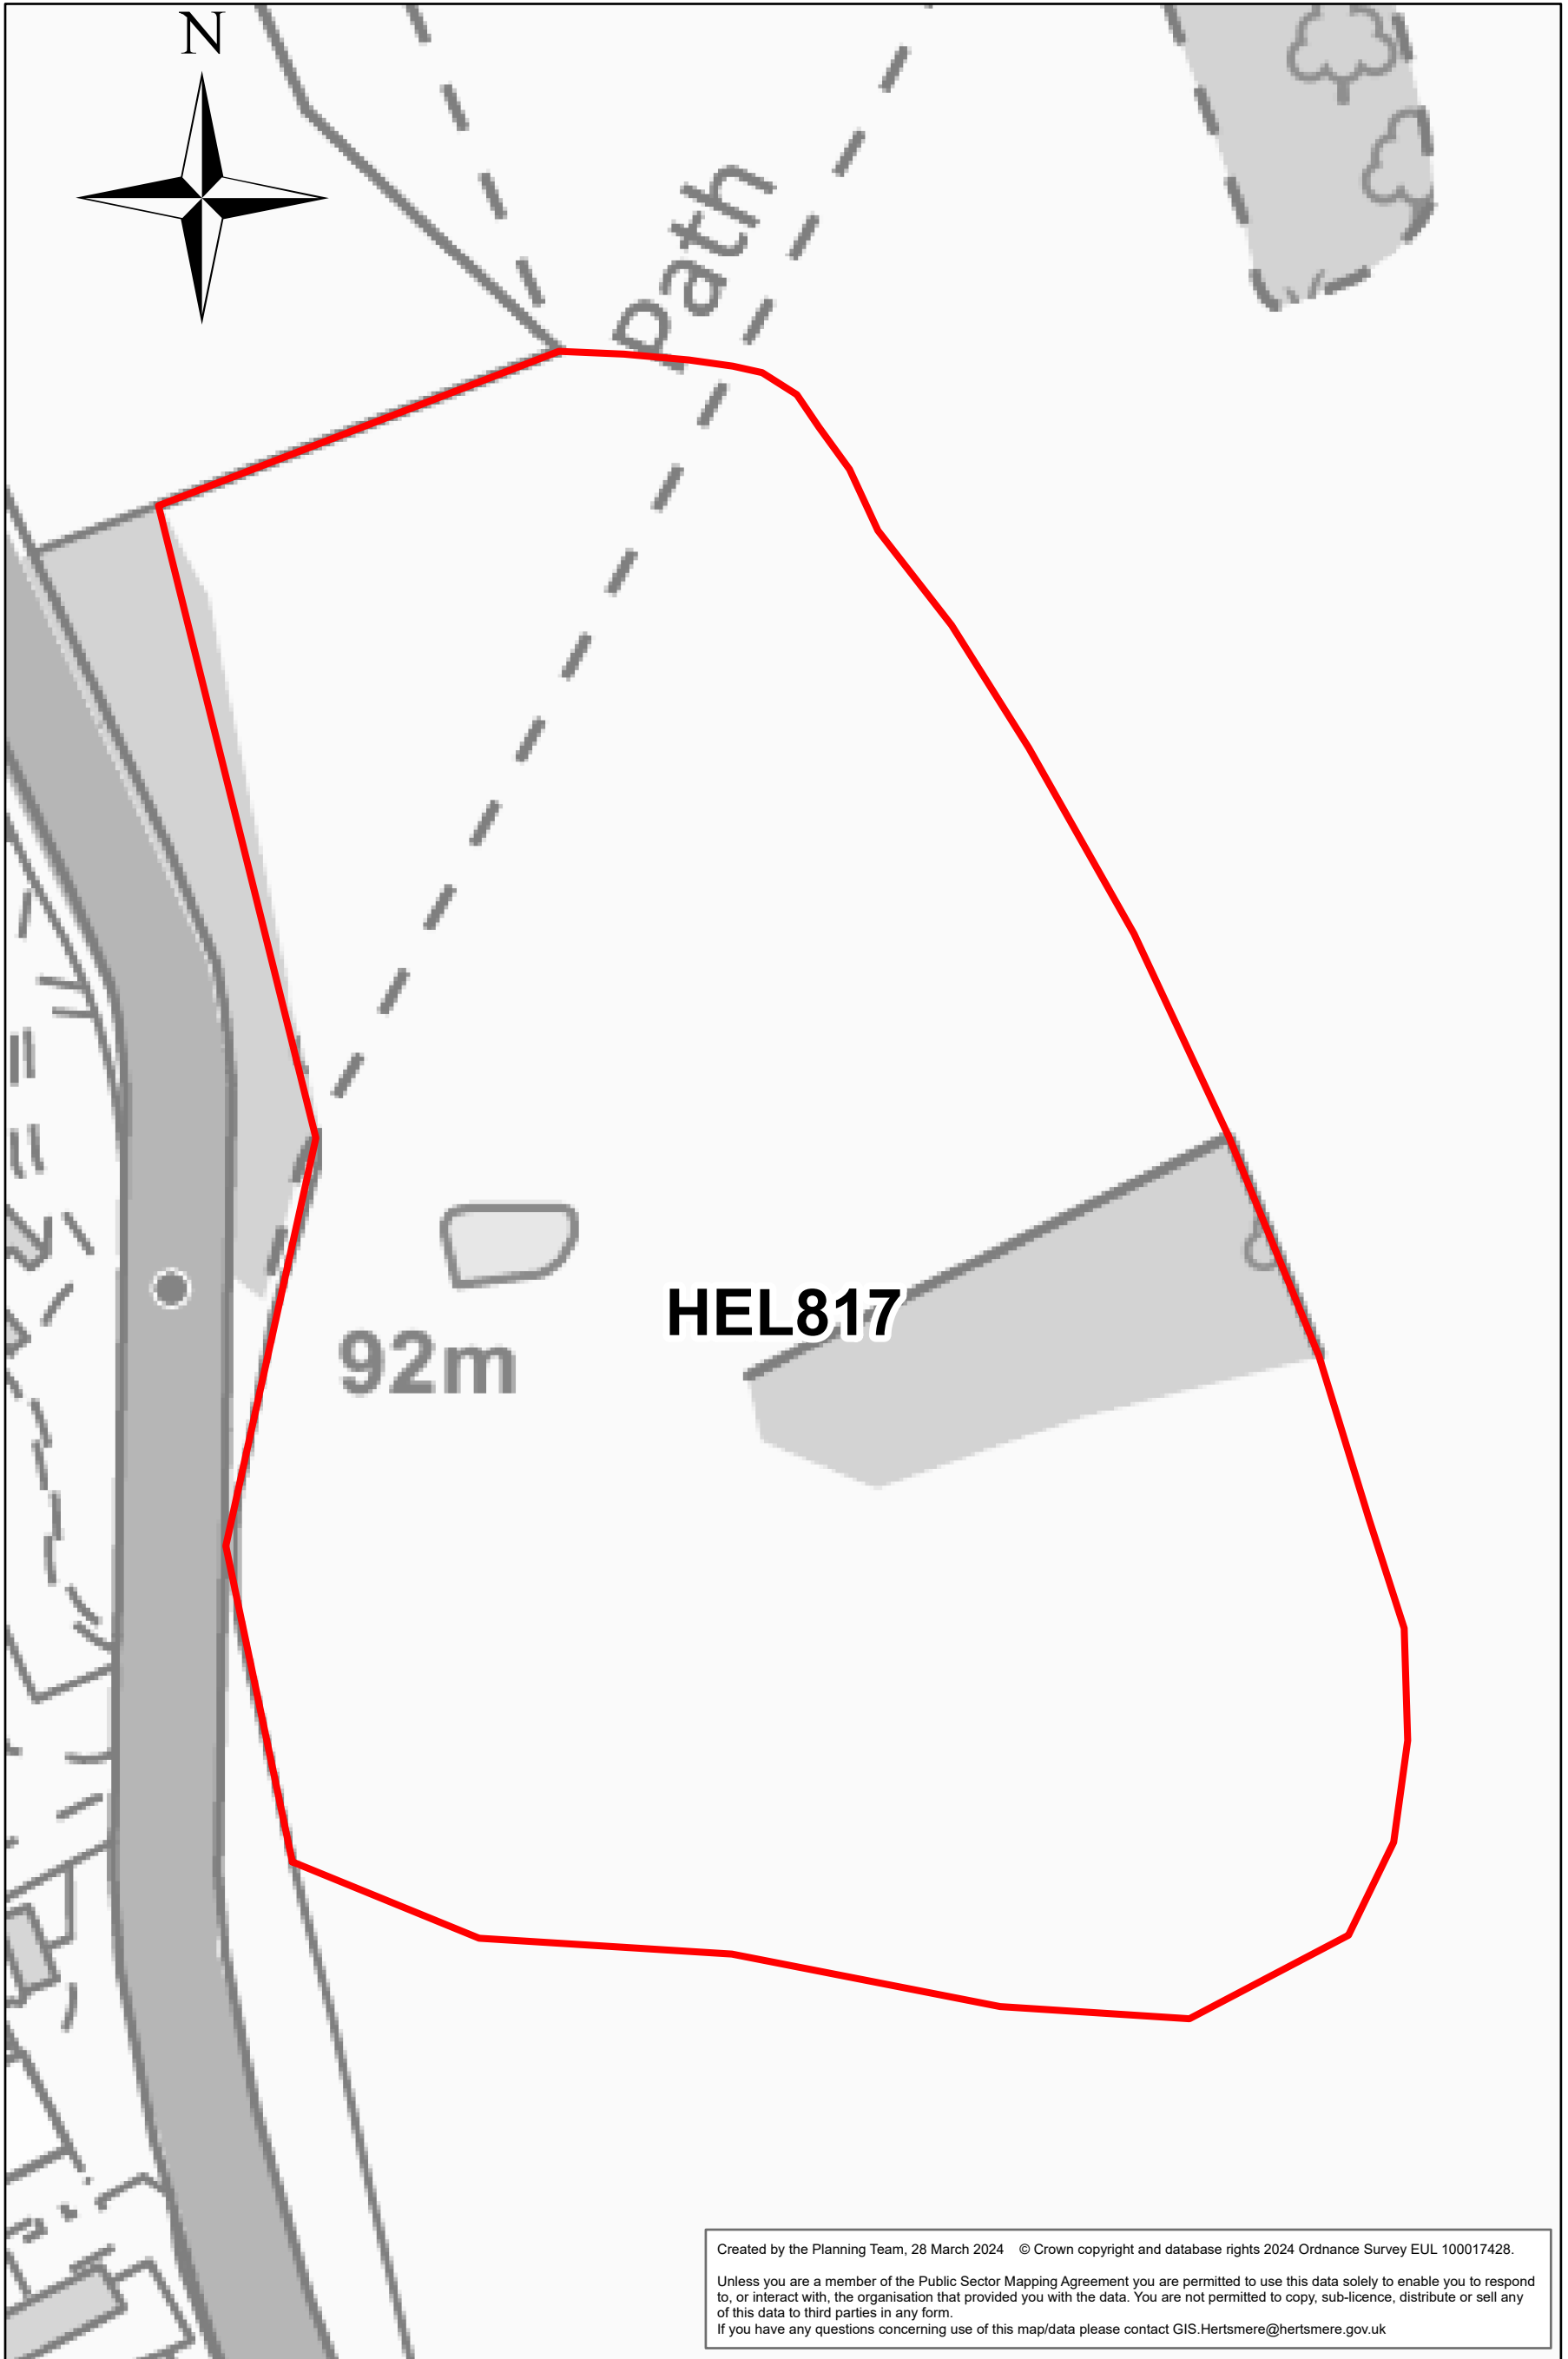 N
Path
HEL817
92m
Created by the Planning Team, 28 March 2024 © Crown copyright and database rights 2024 Ordnance Survey EUL 100017428.
Unless you are a member of the Public Sector Mapping Agreement you are permitted to use this data solely to enable you to respond
to, or interact with, the organisation that provided you with the data. You are not permitted to copy, sub-licence, distribute or sell any
of this data to third parties in any form.
If you have any questions concerning use of this map/data please contact GIS.Hertsmere@hertsmere.gov.uk